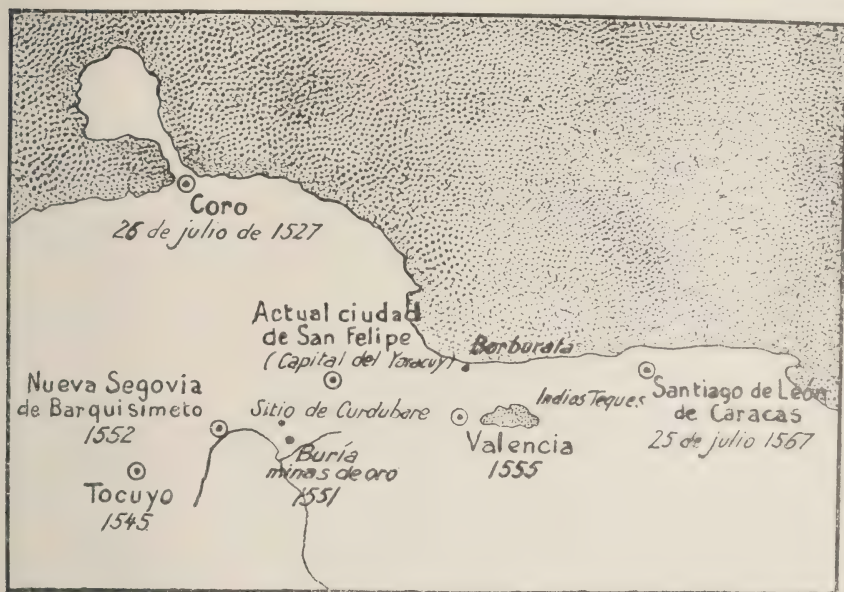 Coro
26 de julio de 1527
Actual ciudad
de San Felipe
(Capital del Yaracuy)
Borburata
Nueva Segovia
de Barquisimeto
1552
Sitio de Curdubare
Indios Teques
Santiago de León
de Caracas
25 de julio 1567
Buría
minas de oro
1551
Valencia
1555
Tocuyo
1545